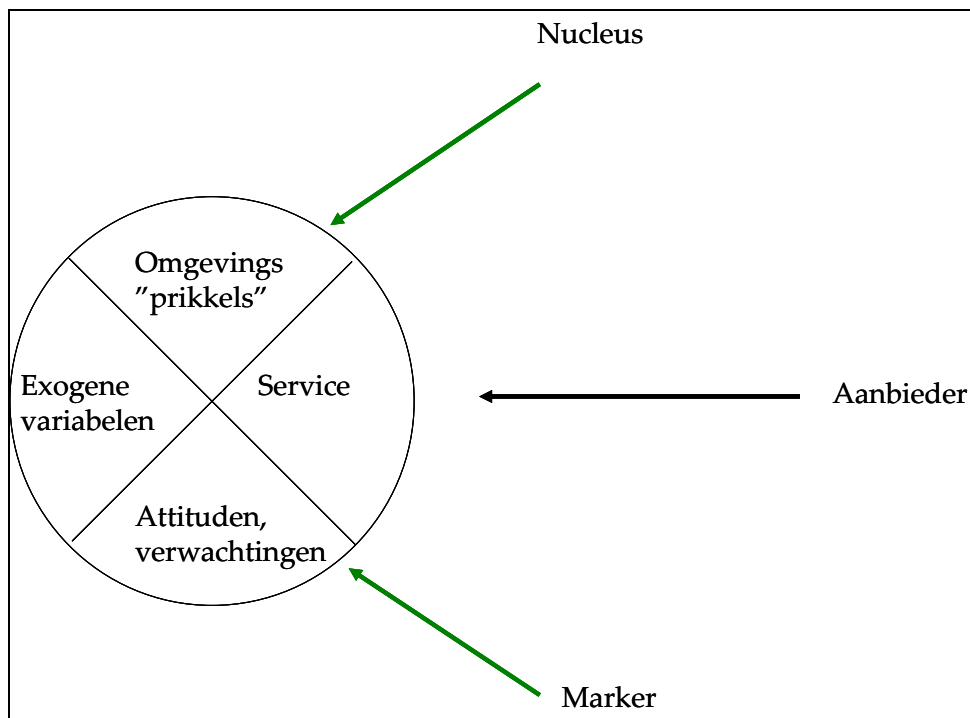 Nucleus
Omgevings
”prikkels”
Exogene
variabelen
Service
Aanbieder
Attituden,
verwachtingen
Marker